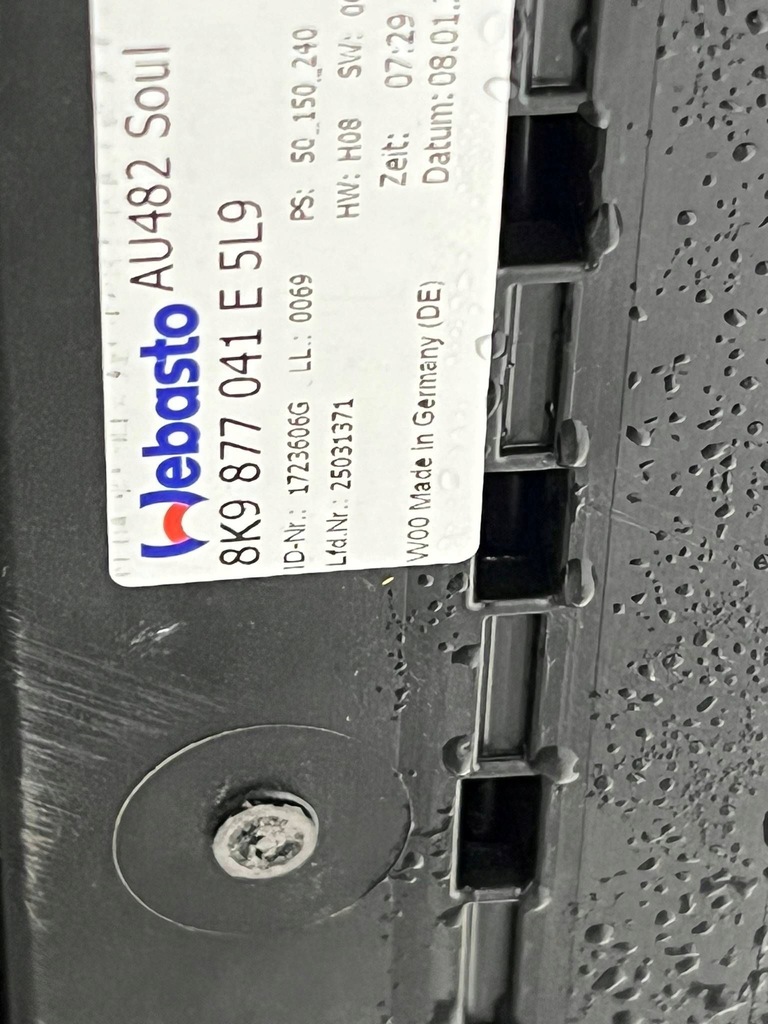 Webasto AU482 Soul
8K9 877 041 E 5L9
ID-Nr.: 1723606G LL.: 0069 PS: 50_150_240
Lfd.Nr.: 25031371 HW: H08 SW:
Zeit: 07:29
W00 Made in Germany (DE) Datum: 08.01.